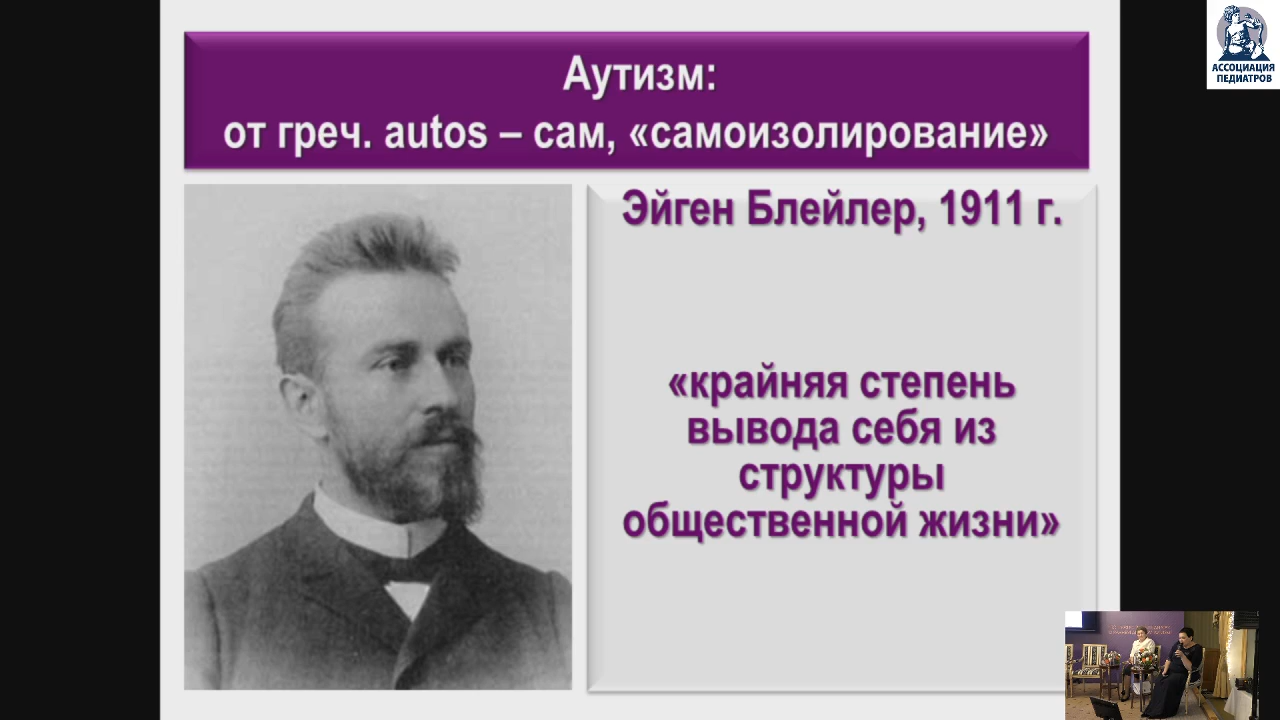 Аутизм:
от греч. autos – сам, «самоизолирование»
АССОЦИАЦИЯ
ПЕДИАТРОВ
Эйген Блейлер, 1911 г.
«крайняя степень
вывода себя из
структуры
общественной жизни»